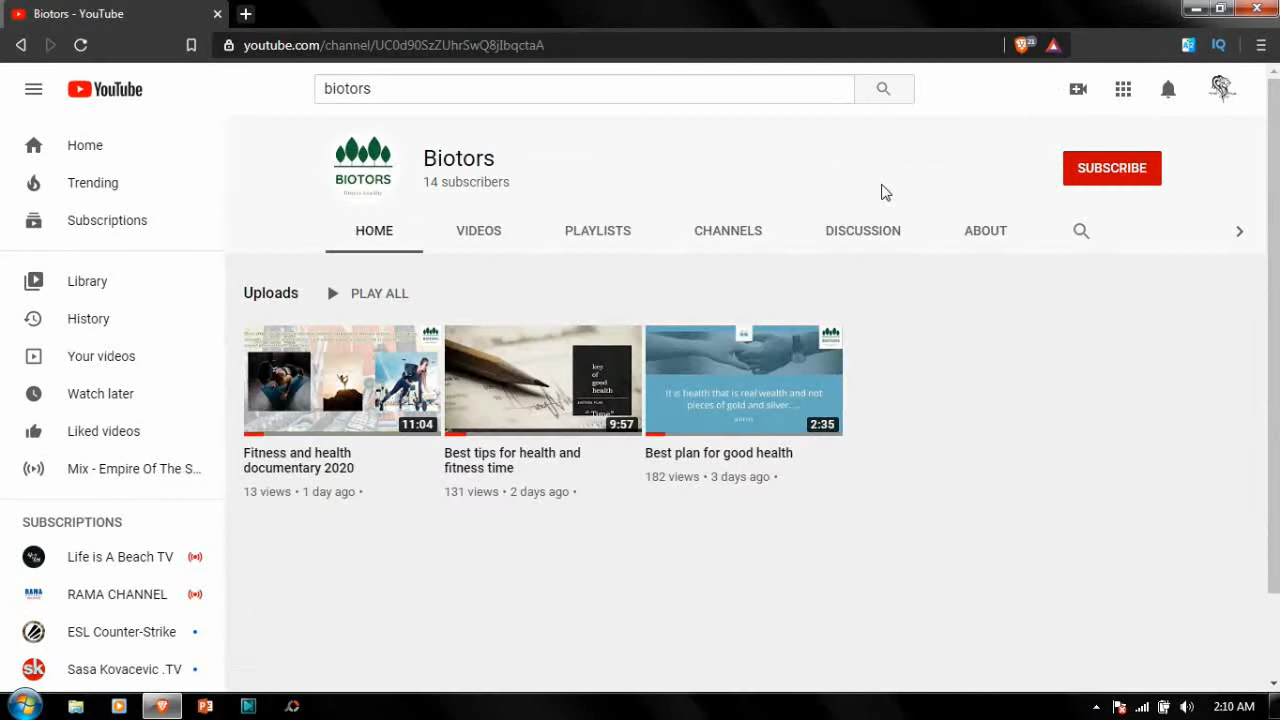 Biotors - YouTube
youtube.com/channel/UC0d90SzZUhrSwQ8jIbqctaA
21
IQ
YouTube
biotors
Home
Trending
Subscriptions
Library
History
Your videos
Watch later
Liked videos
Mix - Empire Of The S...
SUBSCRIPTIONS
Life is A Beach TV
RAMA CHANNEL
ESL Counter-Strike
Sasa Kovacevic .TV
BIOTORS
Biotors
14 subscribers
SUBSCRIBE
HOME
VIDEOS
PLAYLISTS
CHANNELS
DISCUSSION
ABOUT
Uploads
PLAY ALL
11:04
Fitness and health
documentary 2020
13 views • 1 day ago •
key
of
good
health
BIOTORS PLAN
"Time"
9:57
Best tips for health and
fitness time
131 views • 2 days ago •
It is health that is real wealth and not
pieces of gold and silver....
2:35
Best plan for good health
182 views • 3 days ago •
2:10 AM